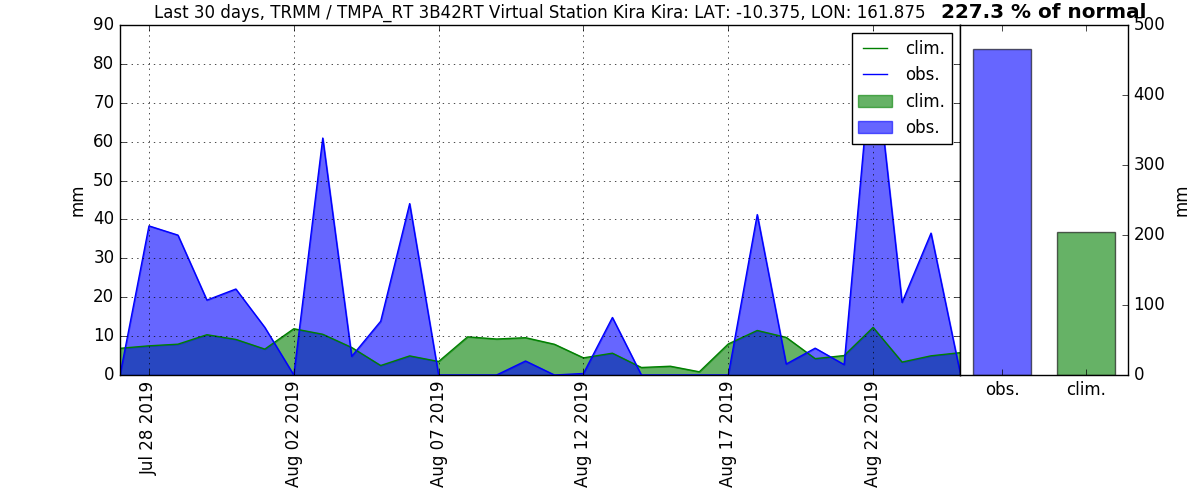 Last 30 days, TRMM / TMPA_RT 3B42RT Virtual Station Kira Kira: LAT: -10.375, LON: 161.875 227.3 % of normal
90
80
70
60
50
40
30
20
10
0
mm
clim.
obs.
clim.
obs.
500
400
300
200
100
0
mm
Jul 28 2019
Aug 02 2019
Aug 07 2019
Aug 12 2019
Aug 17 2019
Aug 22 2019
obs.
clim.